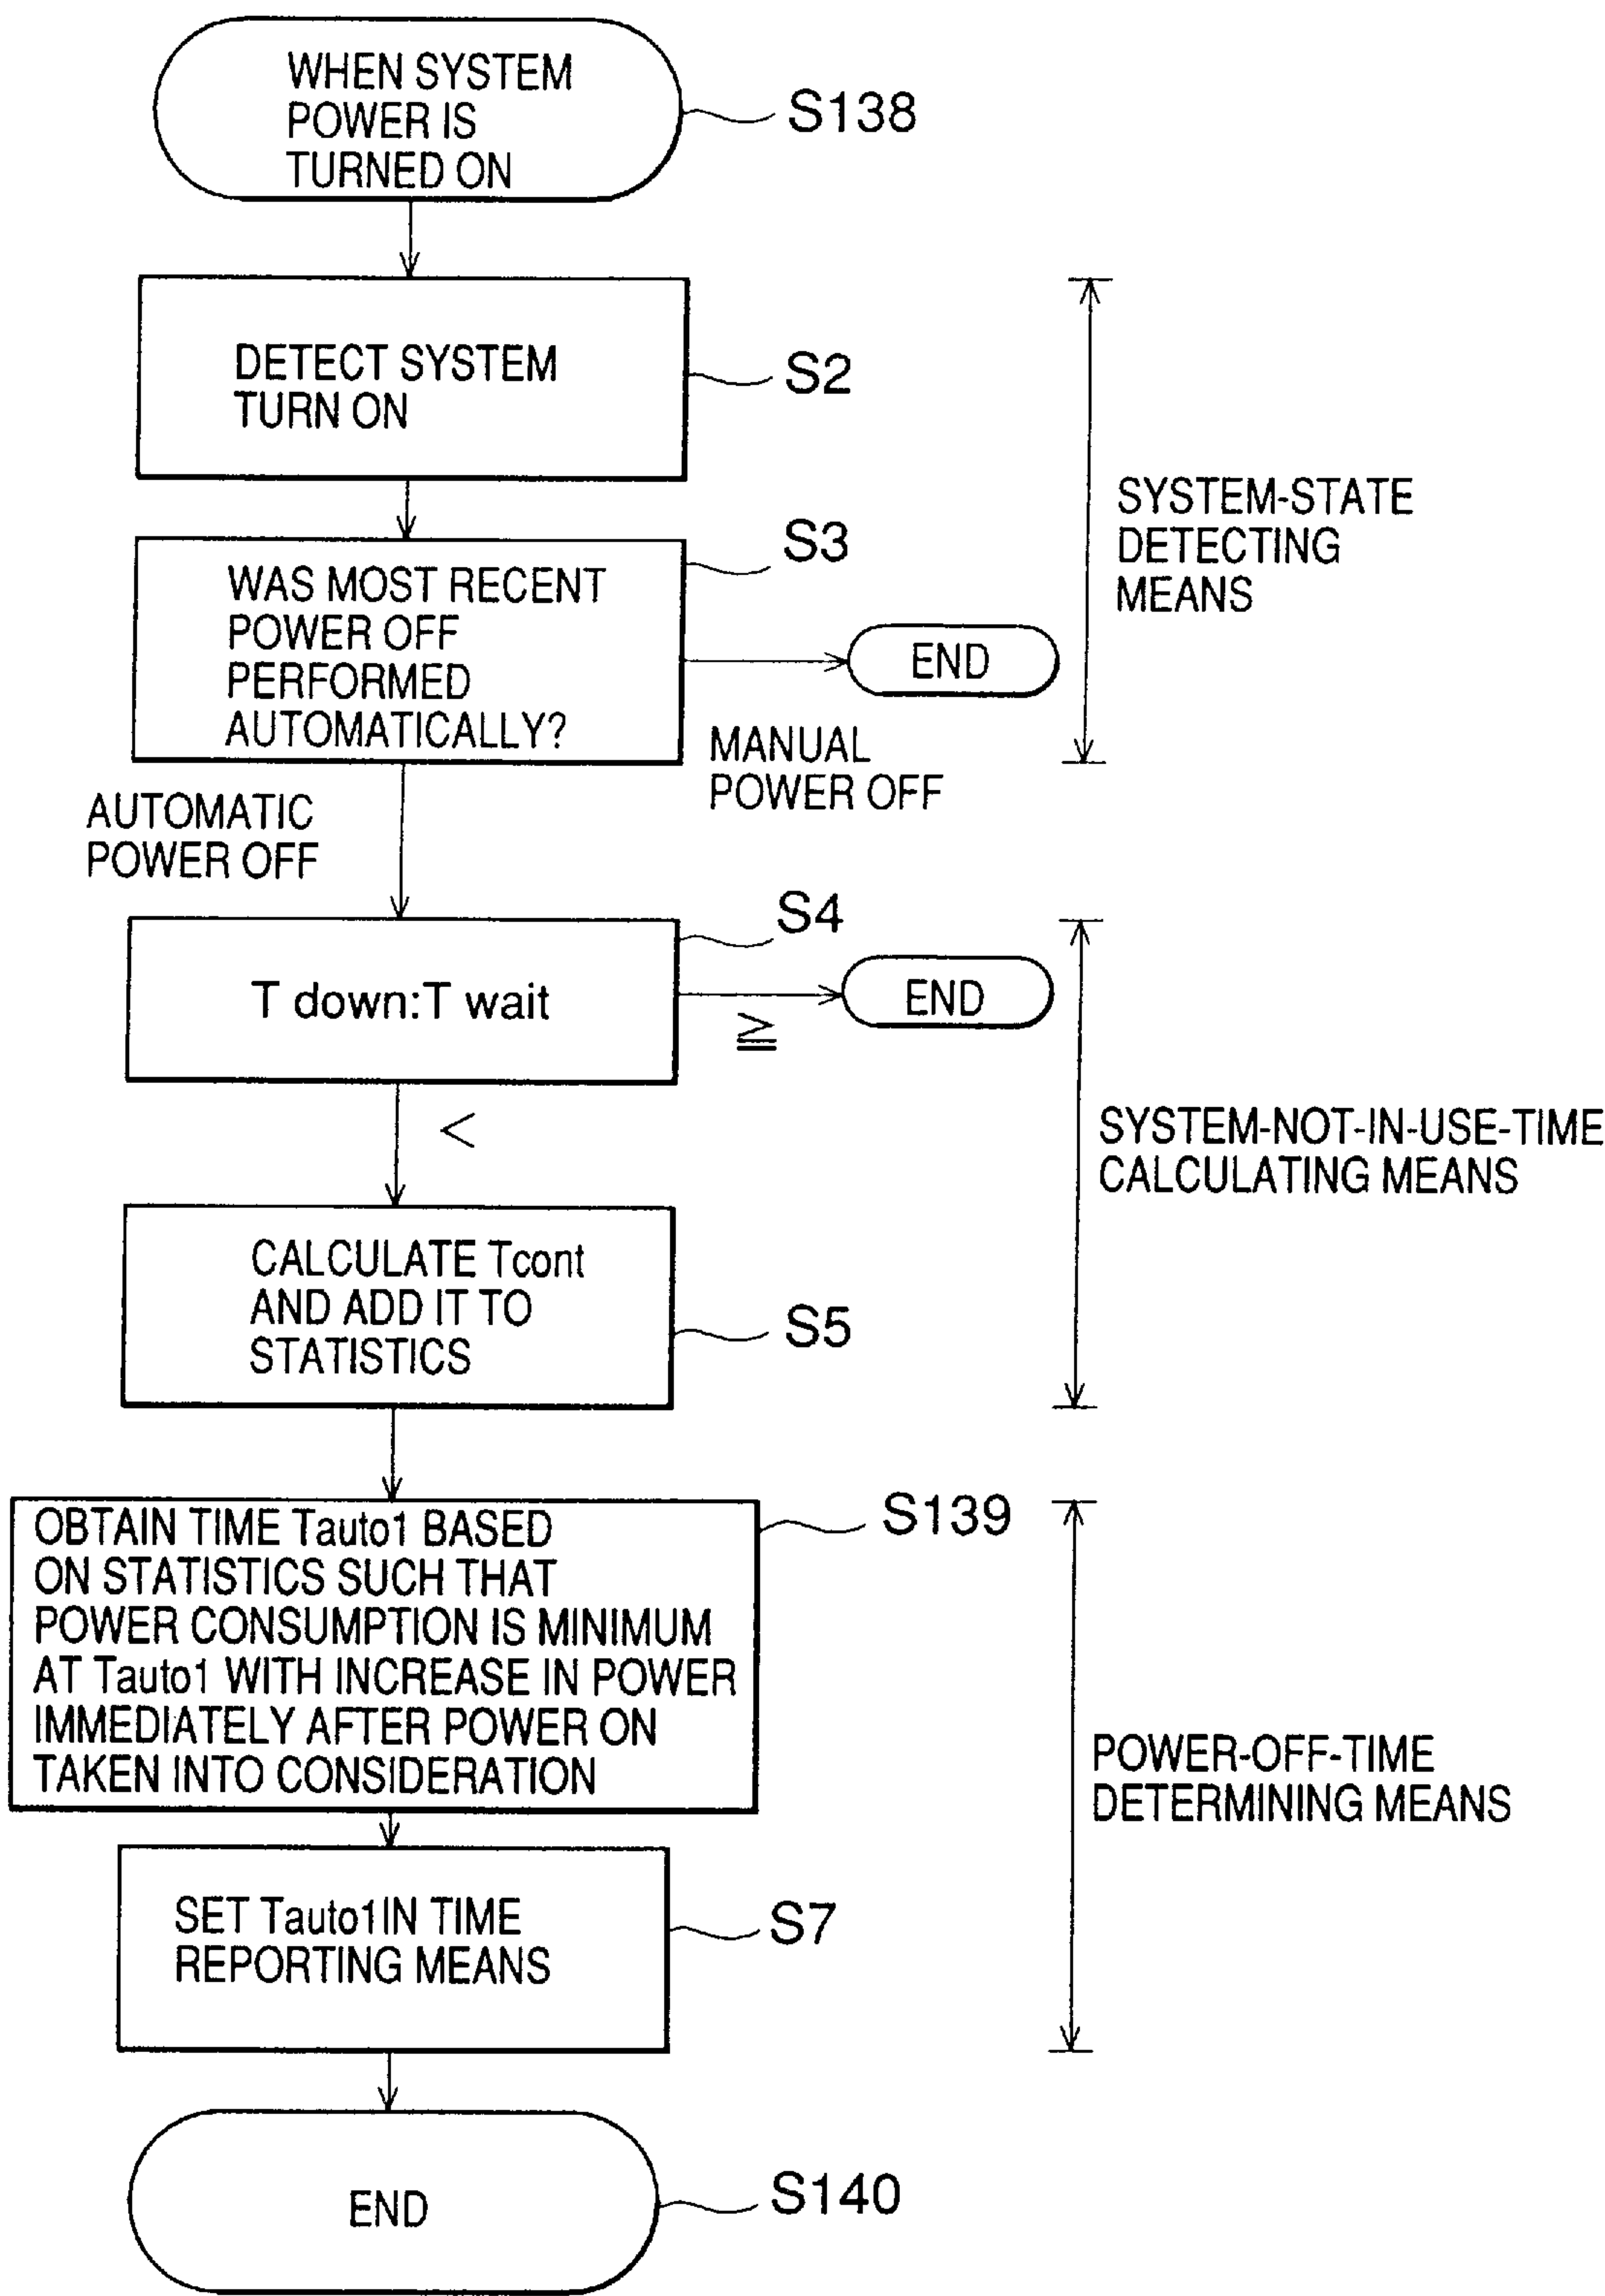 WHEN SYSTEM
POWER IS
TURNED ON
S138
DETECT SYSTEM
TURN ON
S2
SYSTEM-STATE
DETECTING
MEANS
S3
WAS MOST RECENT
POWER OFF
PERFORMED
AUTOMATICALLY?
END
MANUAL
POWER OFF
AUTOMATIC
POWER OFF
S4
T down:T wait
END
≧
<
SYSTEM-NOT-IN-USE-TIME
CALCULATING MEANS
CALCULATE Tcont
AND ADD IT TO
STATISTICS
S5
OBTAIN TIME Tauto1 BASED
ON STATISTICS SUCH THAT
POWER CONSUMPTION IS MINIMUM
AT Tauto1 WITH INCREASE IN POWER
IMMEDIATELY AFTER POWER ON
TAKEN INTO CONSIDERATION
S139
POWER-OFF-TIME
DETERMINING MEANS
SET Tauto1IN TIME
REPORTING MEANS
S7
END
S140